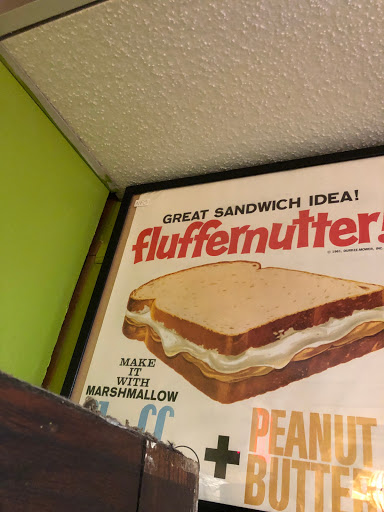 GREAT SANDWICH IDEA!
fluffernutter!
MAKE
IT
WITH
MARSHMALLOW
+ PEANUT
BUTTER